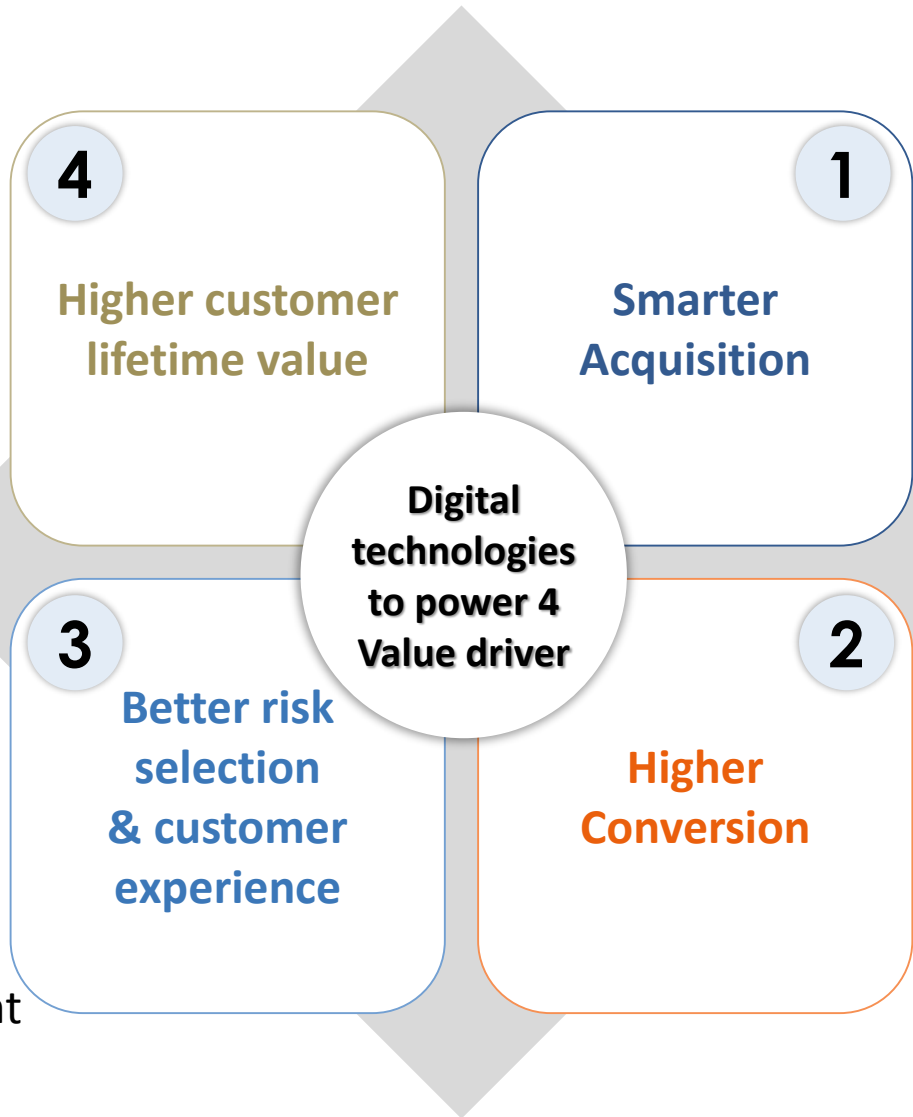 4
Higher customer
lifetime value
1
Smarter
Acquisition
Digital
technologies
to power 4
Value driver
3
Better risk
selection
& customer
experience
2
Higher
Conversion